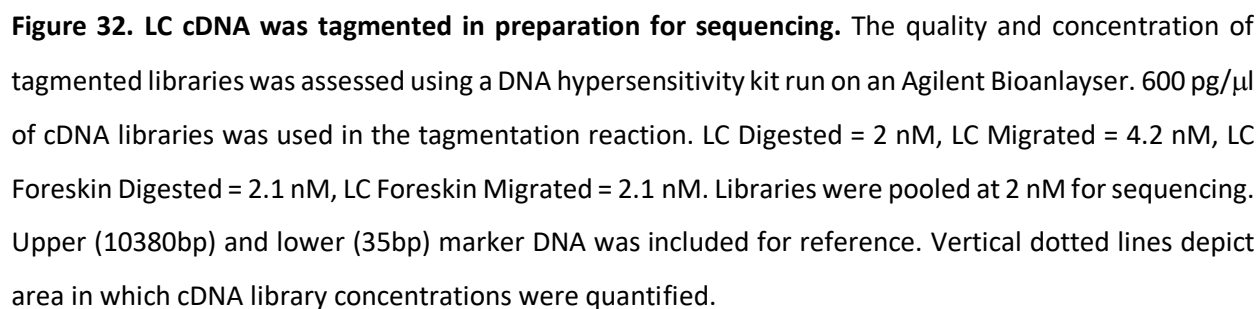 Figure 32. LC cDNA was tagmented in preparation for sequencing. The quality and concentration of
tagmented libraries was assessed using a DNA hypersensitivity kit run on an Agilent Bioanlayser. 600 pg/μl
of cDNA libraries was used in the tagmentation reaction. LC Digested = 2 nM, LC Migrated = 4.2 nM, LC
Foreskin Digested = 2.1 nM, LC Foreskin Migrated = 2.1 nM. Libraries were pooled at 2 nM for sequencing.
Upper (10380bp) and lower (35bp) marker DNA was included for reference. Vertical dotted lines depict
area in which cDNA library concentrations were quantified.